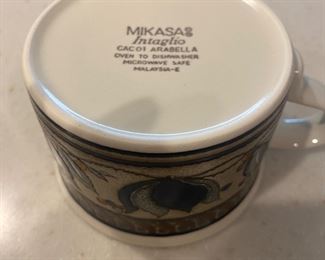 MIKASA
Intaglio
CAC01 ARABELLA
OVEN TO DISHWASHER
MICROWAVE SAFE
MALAYSIA-E